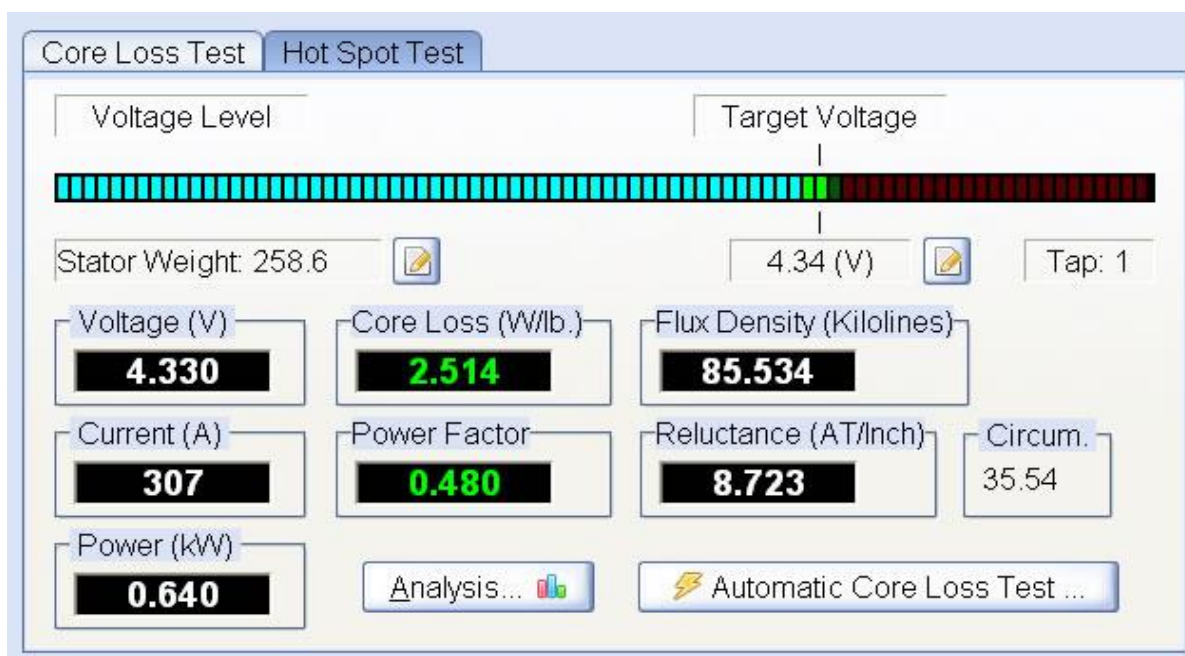 Core Loss Test Hot Spot Test
Voltage Level Target Voltage
Stator Weight: 258.6 4.34 (V) Tap: 1
Voltage (V) Core Loss (W/lb.) Flux Density (Kilolines)
4.330 2.514 85.534
Current (A) Power Factor Reluctance (AT/Inch) Circum.
307 0.480 8.723 35.54
Power (kW)
0.640 Analysis... Automatic Core Loss Test ...